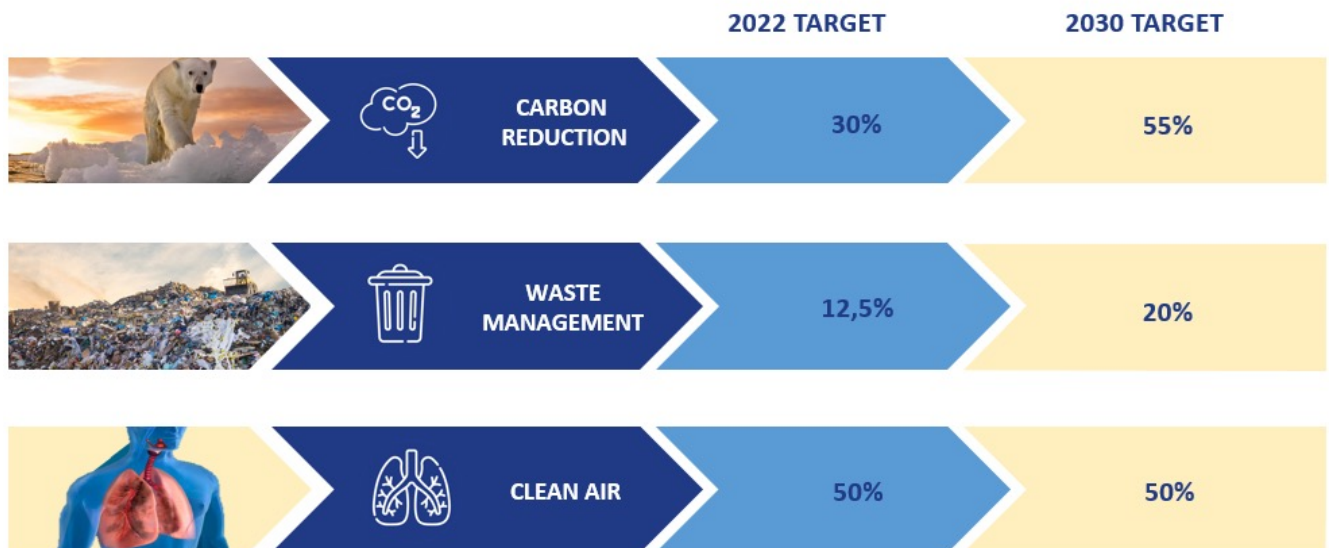 2022 TARGET
2030 TARGET
CO2
CARBON
REDUCTION
30%
55%
WASTE
MANAGEMENT
12,5%
20%
CLEAN AIR
50%
50%